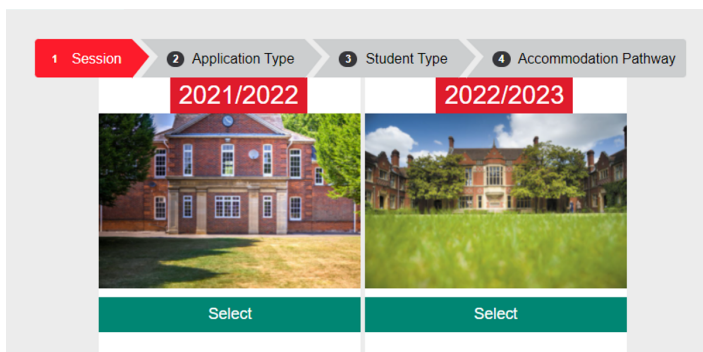 1 Session 2 Application Type 3 Student Type 4 Accommodation Pathway
2021/2022 2022/2023
Select Select